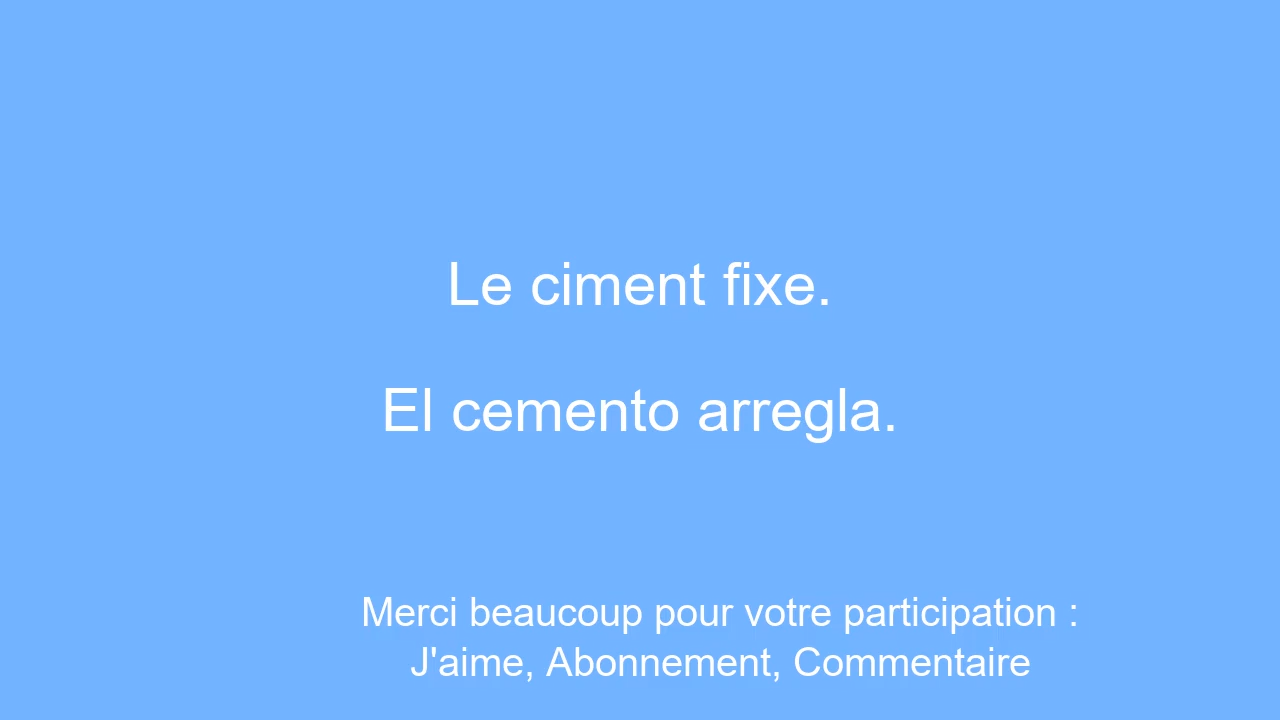 Le ciment fixe.
El cemento arregla.
Merci beaucoup pour votre participation :
J'aime, Abonnement, Commentaire